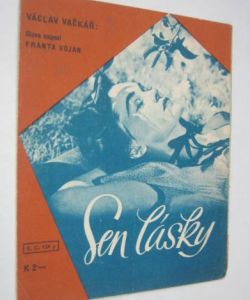 VÁCLAV VAČKÁŘ:
Slova napsal
FRANTA VOJAN
Sen lásky
K 2—